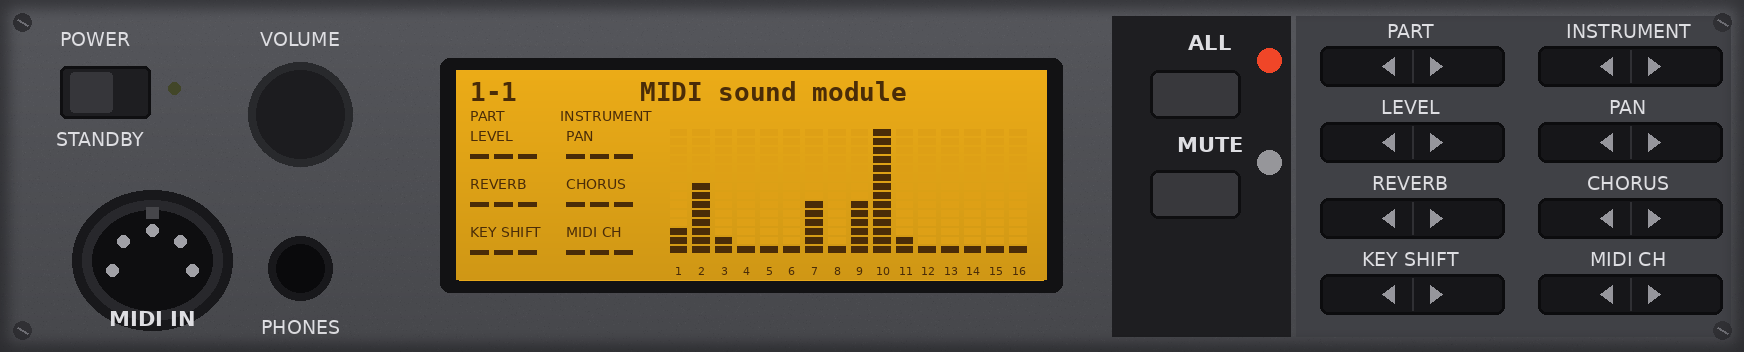 POWER
VOLUME
STANDBY
MIDI IN
PHONES
1-1 MIDI sound module
PART INSTRUMENT
LEVEL PAN
REVERB CHORUS
KEY SHIFT MIDI CH
1 2 3 4 5 6 7 8 9 10 11 12 13 14 15 16
ALL
MUTE
PART INSTRUMENT
LEVEL PAN
REVERB CHORUS
KEY SHIFT MIDI CH